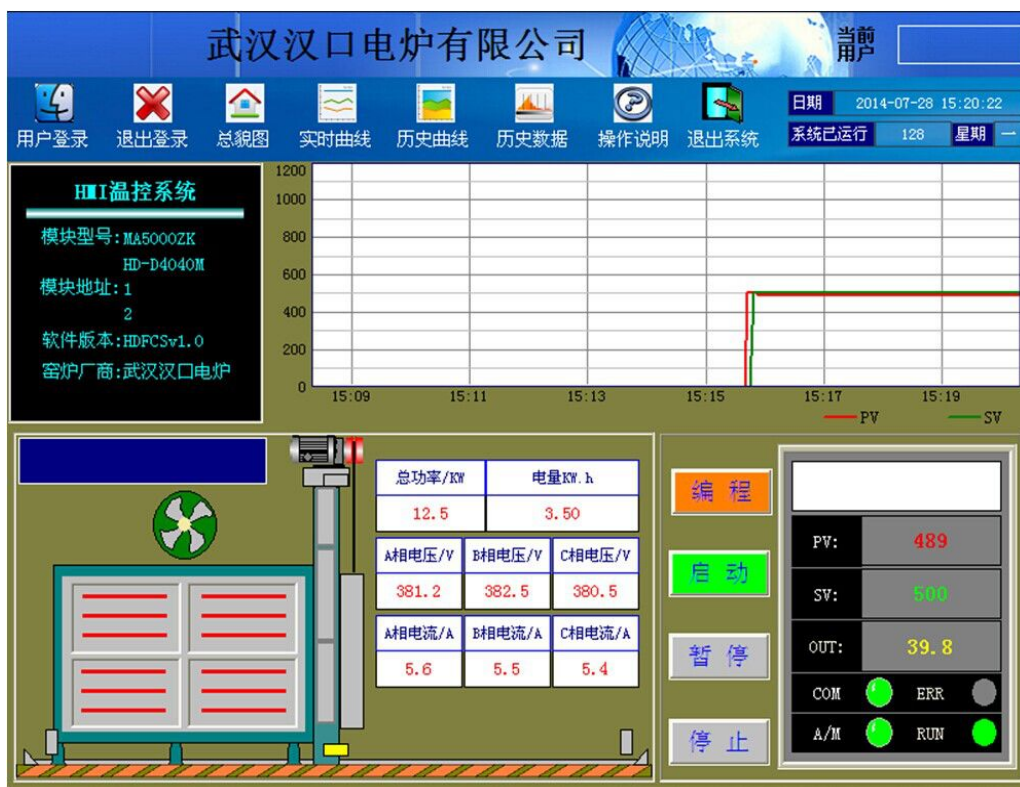 武汉汉口电炉有限公司
当前用户
用户登录 退出登录 总貌图 实时曲线 历史曲线 历史数据 操作说明 退出系统
日期 2014-07-28 15:20:22
系统已运行 128 星期 一
HMI温控系统
模块型号:MA5000ZK
HD-D4040M
模块地址:1
2
软件版本:HDFCSv1.0
窑炉厂商:武汉汉口电炉
1200
1000
800
600
400
200
0
15:09 15:11 15:13 15:15 15:17 15:19
PV SV
总功率/KW 电量KW.h
12.5 3.50
A相电压/V B相电压/V C相电压/V
381.2 382.5 380.5
A相电流/A B相电流/A C相电流/A
5.6 5.5 5.4
编程
启动
暂停
停止
PV: 489
SV: 500
OUT: 39.8
COM ERR
A/M RUN